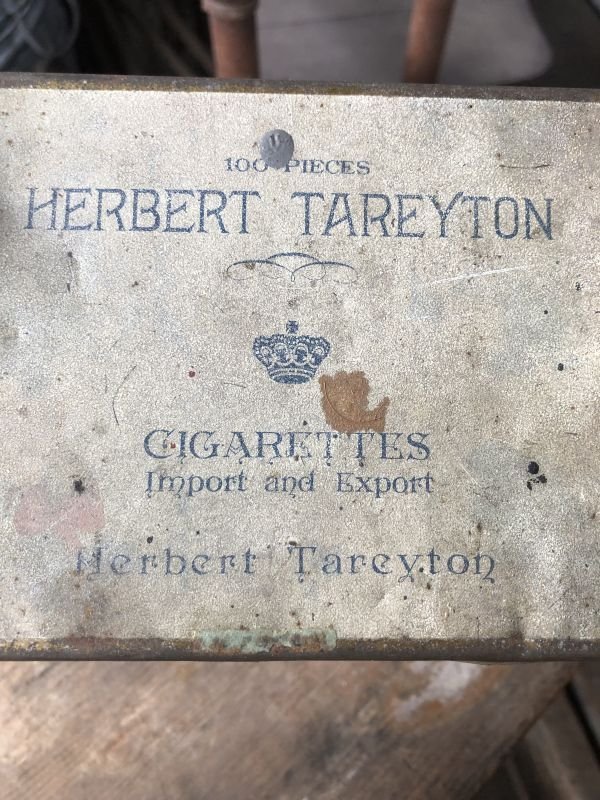 100 PIECES
HERBERT TAREYTON
CIGARETTES
Import and Export
Herbert Tareyton